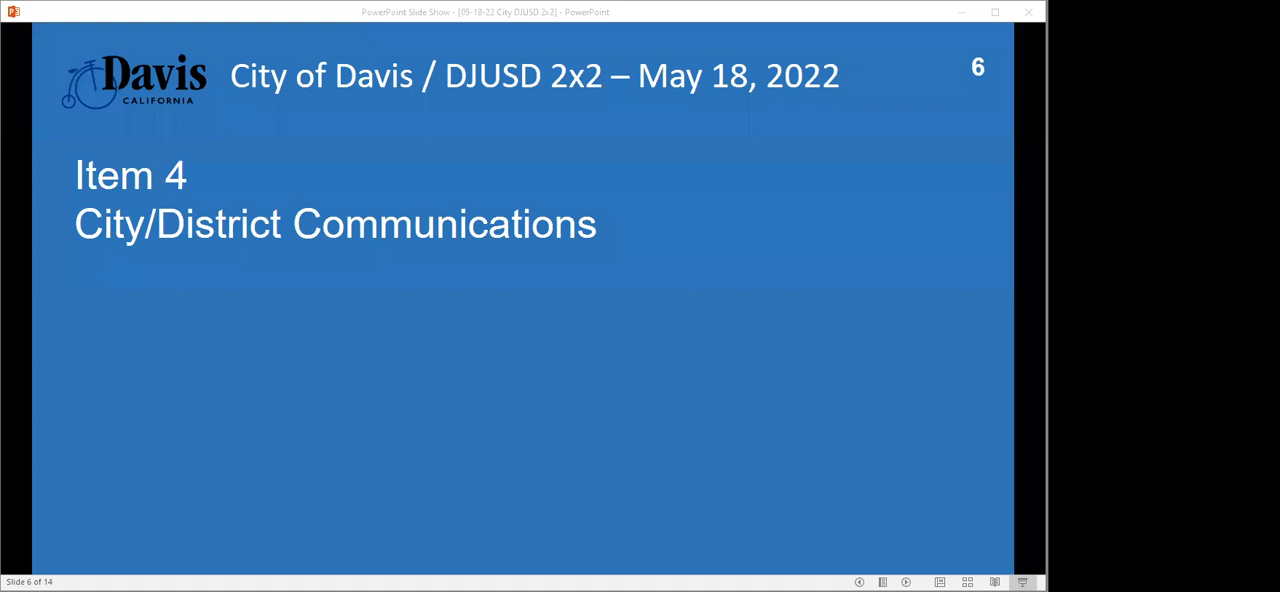 PowerPoint Slide Show - [05-18-22 City DJUSD 2x2] - PowerPoint
Davis
CALIFORNIA
City of Davis / DJUSD 2x2 – May 18, 2022
6
Item 4
City/District Communications
Slide 6 of 14